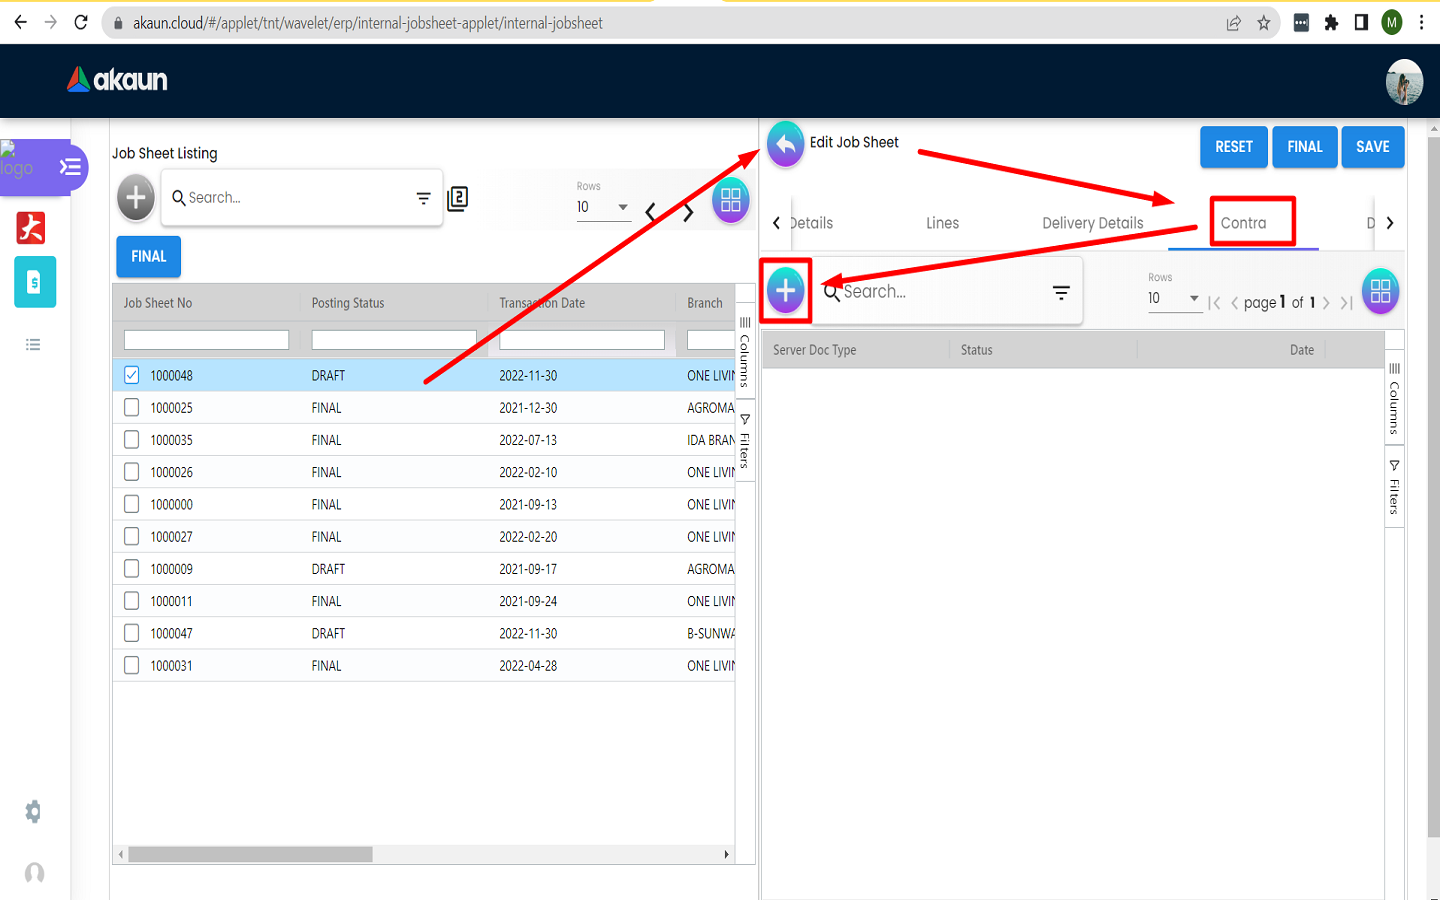 akaun.cloud/#/applet/tnt/wavelet/erp/internal-jobsheet-applet/internal-jobsheet
M
akaun
logo
Job Sheet Listing
Search...
2
Rows
10
FINAL
Job Sheet No Posting Status Transaction Date Branch
1000048 DRAFT 2022-11-30 ONE LIVIN
1000025 FINAL 2021-12-30 AGROMA
1000035 FINAL 2022-07-13 IDA BRAN
1000026 FINAL 2022-02-10 ONE LIVIN
1000000 FINAL 2021-09-13 ONE LIVIN
1000027 FINAL 2022-02-20 ONE LIVIN
1000009 DRAFT 2021-09-17 AGROMA
1000011 FINAL 2021-09-24 ONE LIVIN
1000047 DRAFT 2022-11-30 B-SUNWA
1000031 FINAL 2022-04-28 ONE LIVIN
Columns
Filters
Edit Job Sheet
RESET FINAL SAVE
Details Lines Delivery Details Contra D
Search...
Rows
10
page 1 of 1
Server Doc Type Status Date
Columns
Filters